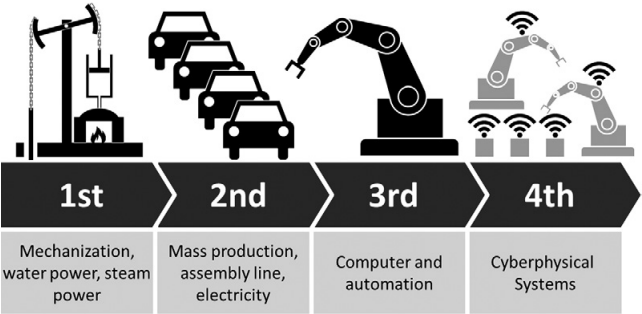 1st
2nd
3rd
4th
Mechanization,
water power, steam
power
Mass production,
assembly line,
electricity
Computer and
automation
Cyberphysical
Systems